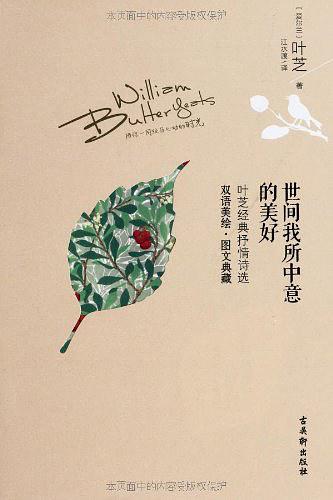 本页面中的内容受版权保护
[爱尔兰]
叶芝 著
江水漫/译
William
Butter Yeats
世间我所中意
的美好
叶芝经典抒情诗选
双语美绘·图文典藏
古吴轩出版社
本页面中的内容受版权保护